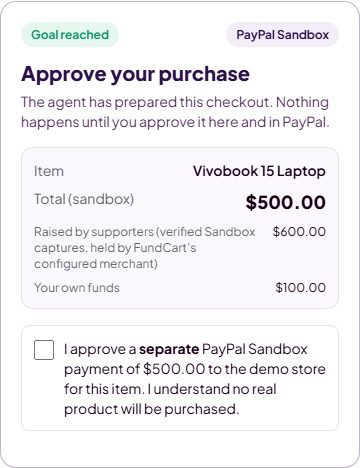 Goal reached
PayPal Sandbox
Approve your purchase
The agent has prepared this checkout. Nothing
happens until you approve it here and in PayPal.
Item Vivobook 15 Laptop
Total (sandbox) $500.00
Raised by supporters (verified Sandbox $600.00
captures, held by FundCart's
configured merchant)
Your own funds $100.00
I approve a separate PayPal Sandbox
payment of $500.00 to the demo store
for this item. I understand no real
product will be purchased.